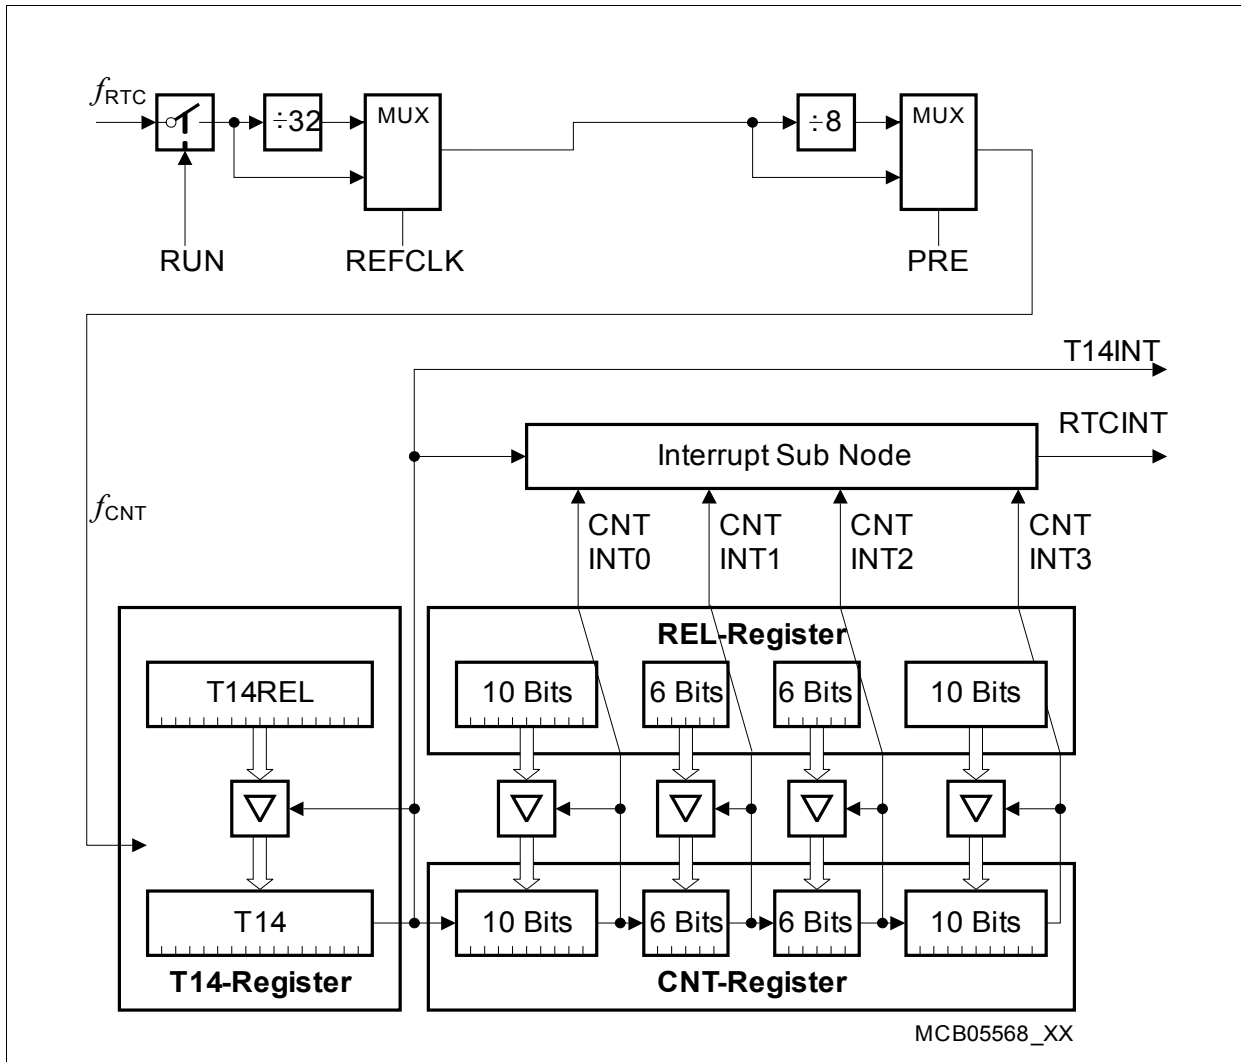 fRTC
÷32
MUX
÷8
MUX
RUN
REFCLK
PRE
T14INT
RTCINT
Interrupt Sub Node
fCNT
CNT
INT0
CNT
INT1
CNT
INT2
CNT
INT3
REL-Register
T14REL
10 Bits
6 Bits
6 Bits
10 Bits
T14
10 Bits
6 Bits
6 Bits
10 Bits
T14-Register
CNT-Register
MCB05568_XX